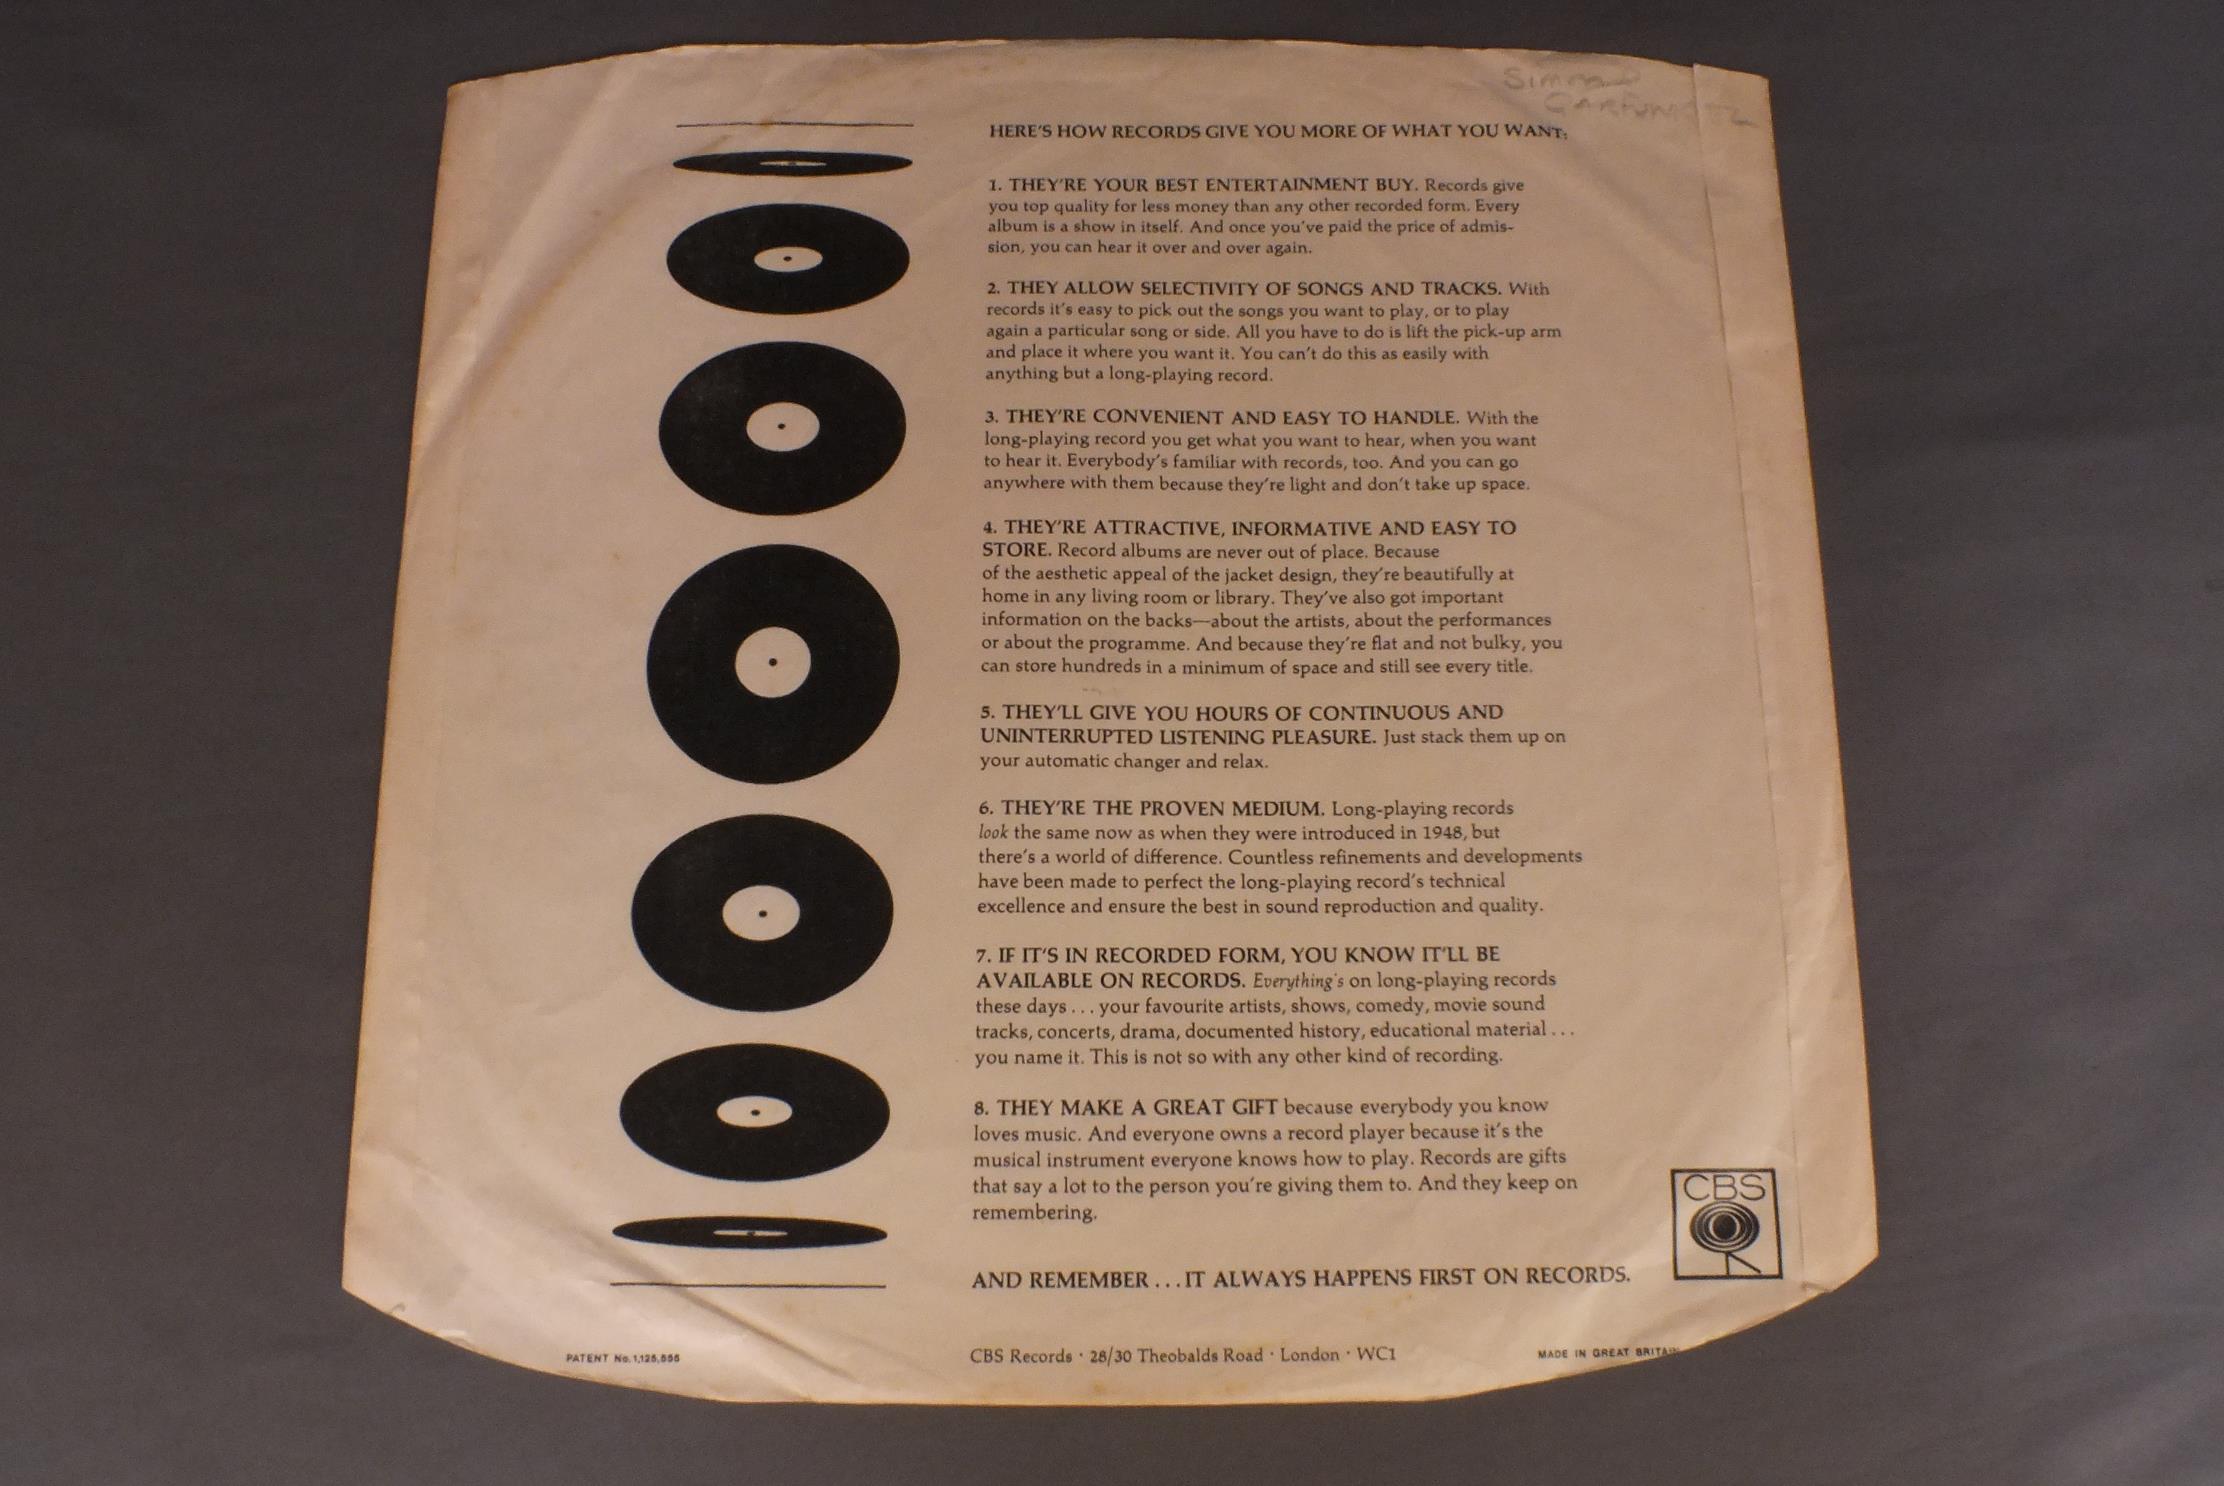 HERE'S HOW RECORDS GIVE YOU MORE OF WHAT YOU WANT:
1. THEY'RE YOUR BEST ENTERTAINMENT BUY. Records give
you top quality for less money than any other recorded form. Every
album is a show in itself. And once you've paid the price of admis-
sion, you can hear it over and over again.
2. THEY ALLOW SELECTIVITY OF SONGS AND TRACKS. With
records it's easy to pick out the songs you want to play, or to play
again a particular song or side. All you have to do is lift the pick-up arm
and place it where you want it. You can't do this as easily with
anything but a long-playing record.
3. THEY'RE CONVENIENT AND EASY TO HANDLE. With the
long-playing record you get what you want to hear, when you want
to hear it. Everybody's familiar with records, too. And you can go
anywhere with them because they're light and don't take up space.
4. THEY'RE ATTRACTIVE, INFORMATIVE AND EASY TO
STORE. Record albums are never out of place. Because
of the aesthetic appeal of the jacket design, they're beautifully at
home in any living room or library. They've also got important
information on the backs—about the artists, about the performances
or about the programme. And because they're flat and not bulky, you
can store hundreds in a minimum of space and still see every title.
5. THEY'LL GIVE YOU HOURS OF CONTINUOUS AND
UNINTERRUPTED LISTENING PLEASURE. Just stack them up on
your automatic changer and relax.
6. THEY'RE THE PROVEN MEDIUM. Long-playing records
look the same now as when they were introduced in 1948, but
there's a world of difference. Countless refinements and developments
have been made to perfect the long-playing record's technical
excellence and ensure the best in sound reproduction and quality.
7. IF IT'S IN RECORDED FORM, YOU KNOW IT'LL BE
AVAILABLE ON RECORDS. Everything's on long-playing records
these days . . . your favourite artists, shows, comedy, movie sound
tracks, concerts, drama, documented history, educational material . . .
you name it. This is not so with any other kind of recording.
8. THEY MAKE A GREAT GIFT because everybody you know
loves music. And everyone owns a record player because it's the
musical instrument everyone knows how to play. Records are gifts
that say a lot to the person you're giving them to. And they keep on
remembering.
AND REMEMBER . . . IT ALWAYS HAPPENS FIRST ON RECORDS.
CBS
PATENT No.
CBS Records · 28/30 Theobalds Road · London · WC1
MADE IN GREAT BRITAIN